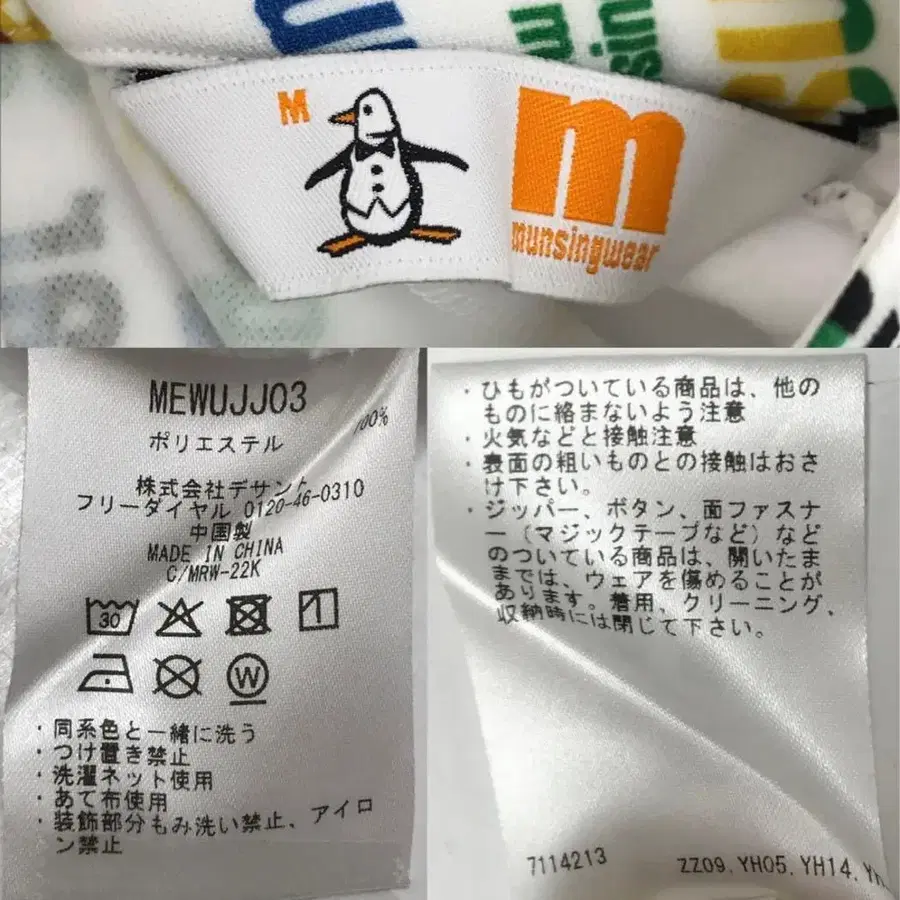 M
m
munsingwear
MEWUJJ03
ポリエステル 100%
株式会社デサント
フリーダイヤル 0120-46-0310
中国製
MADE IN CHINA
C/MRW-22K
30
1
W
・同系色と一緒に洗う
・つけ置き禁止
・洗濯ネット使用
・あて布使用
・装飾部分もみ洗い禁止、アイロ
ン禁止
・ひもがついている商品は、他の
ものに絡まないよう注意
・火気などと接触注意
・表面の粗いものとの接触はおさ
け下さい。
・ジッパー、ボタン、面ファスナ
ー（マジックテープなど）など
のついている商品は、開いたま
までは、ウェアを傷めることが
あります。着用、クリーニング、
収納時には閉じて下さい。
7114213
ZZ09, YH05, YH14,